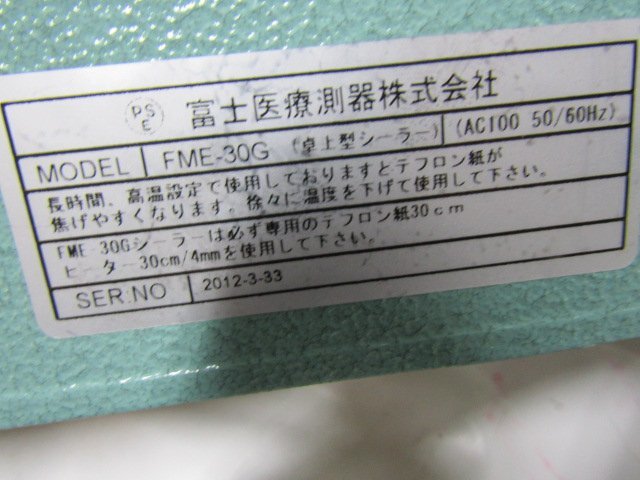 PSE 富士医療測器株式会社
MODEL FME-30G (卓上型シーラー) (AC100 50/60Hz)
長時間、高温設定で使用しておりますとテフロン紙が
焦げやすくなります。徐々に温度を下げて使用下さい。
FME-30Gシーラーは必ず専用のテフロン紙30cm
ヒーター30cm/4mmを使用して下さい。
SER.NO 2012-3-33